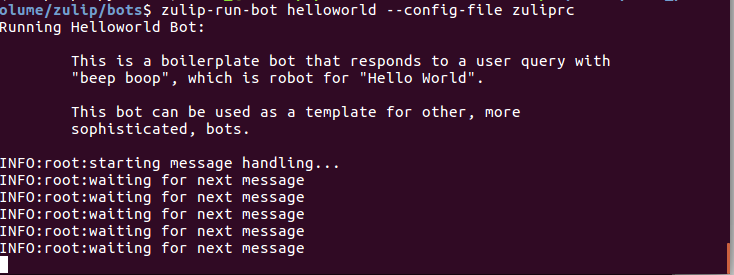 olume/zulip/bots$ zulip-run-bot helloworld --config-file zuliprc
Running Helloworld Bot:
This is a boilerplate bot that responds to a user query with
"beep boop", which is robot for "Hello World".
This bot can be used as a template for other, more
sophisticated, bots.
INFO:root:starting message handling...
INFO:root:waiting for next message
INFO:root:waiting for next message
INFO:root:waiting for next message
INFO:root:waiting for next message
INFO:root:waiting for next message